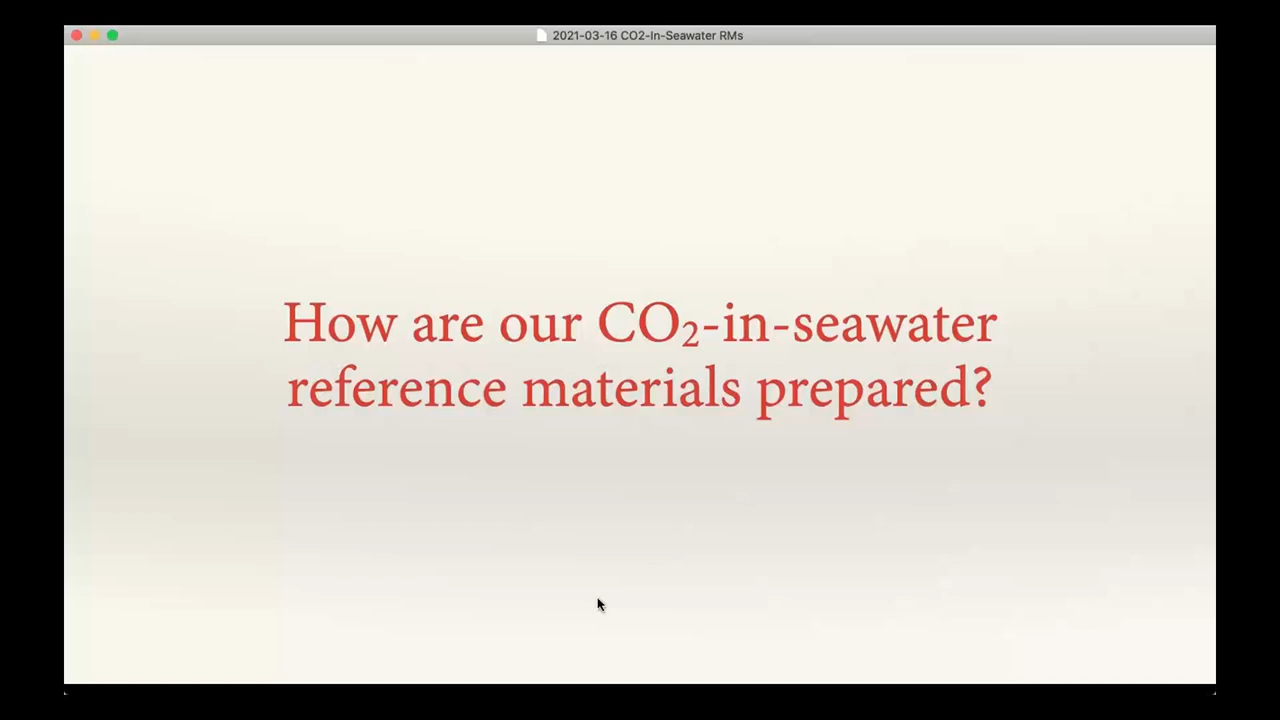 2021-03-16 CO2-In-Seawater RMs
How are our CO₂-in-seawater
reference materials prepared?